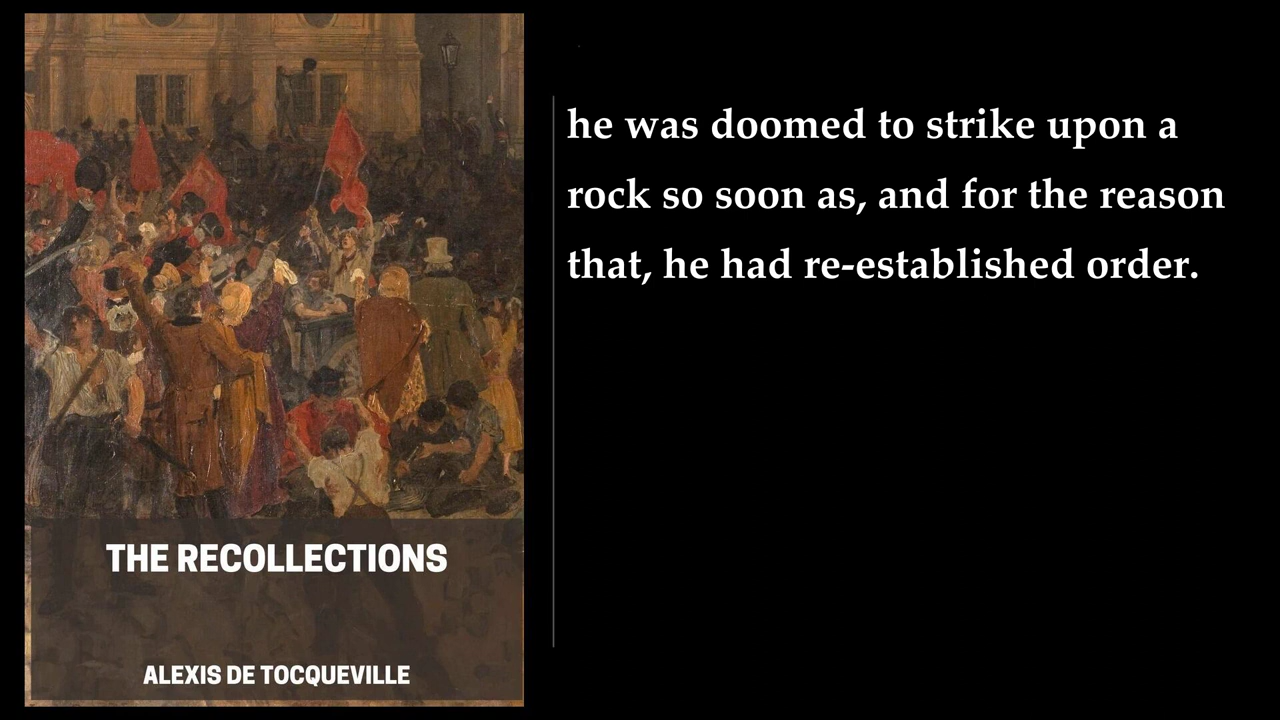 he was doomed to strike upon a
rock so soon as, and for the reason
that, he had re-established order.
THE RECOLLECTIONS
ALEXIS DE TOCQUEVILLE